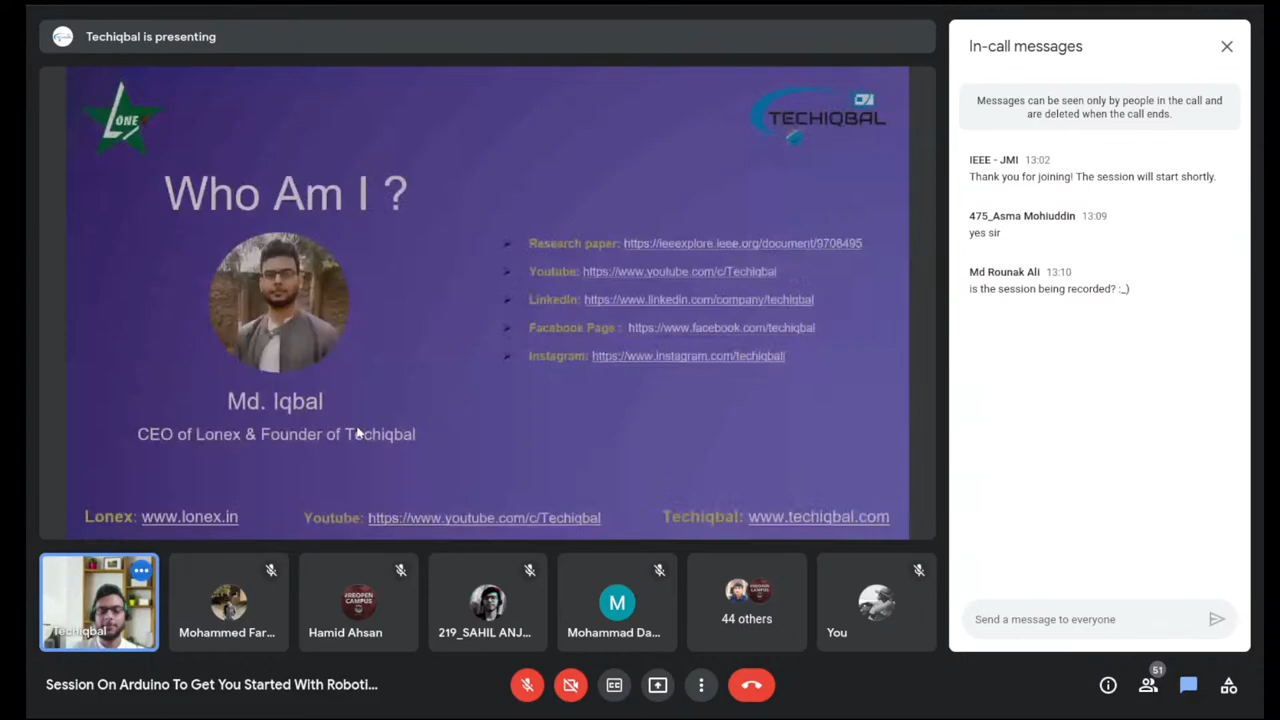 Techiqbal is presenting
LONE
TECHIQBAL
Who Am I ?
Md. Iqbal
CEO of Lonex & Founder of Techiqbal
Research paper: https://ieeexplore.ieee.org/document/9708495
Youtube: https://www.youtube.com/c/Techiqbal
LinkedIn: https://www.linkedin.com/company/techiqbal
Facebook Page : https://www.facebook.com/techiqbal
Instagram: https://www.instagram.com/techiqbal
Lonex: www.lonex.in
Youtube: https://www.youtube.com/c/Techiqbal
Techiqbal: www.techiqbal.com
Techiqbal
Mohammed Far...
REOPEN
CAMPUS
Hamid Ahsan
219_SAHIL ANJ...
M
Mohammad Da...
44 others
You
Session On Arduino To Get You Started With Roboti...
51
In-call messages
Messages can be seen only by people in the call and
are deleted when the call ends.
IEEE - JMI 13:02
Thank you for joining! The session will start shortly.
475_Asma Mohiuddin 13:09
yes sir
Md Rounak Ali 13:10
is the session being recorded? :_)
Send a message to everyone